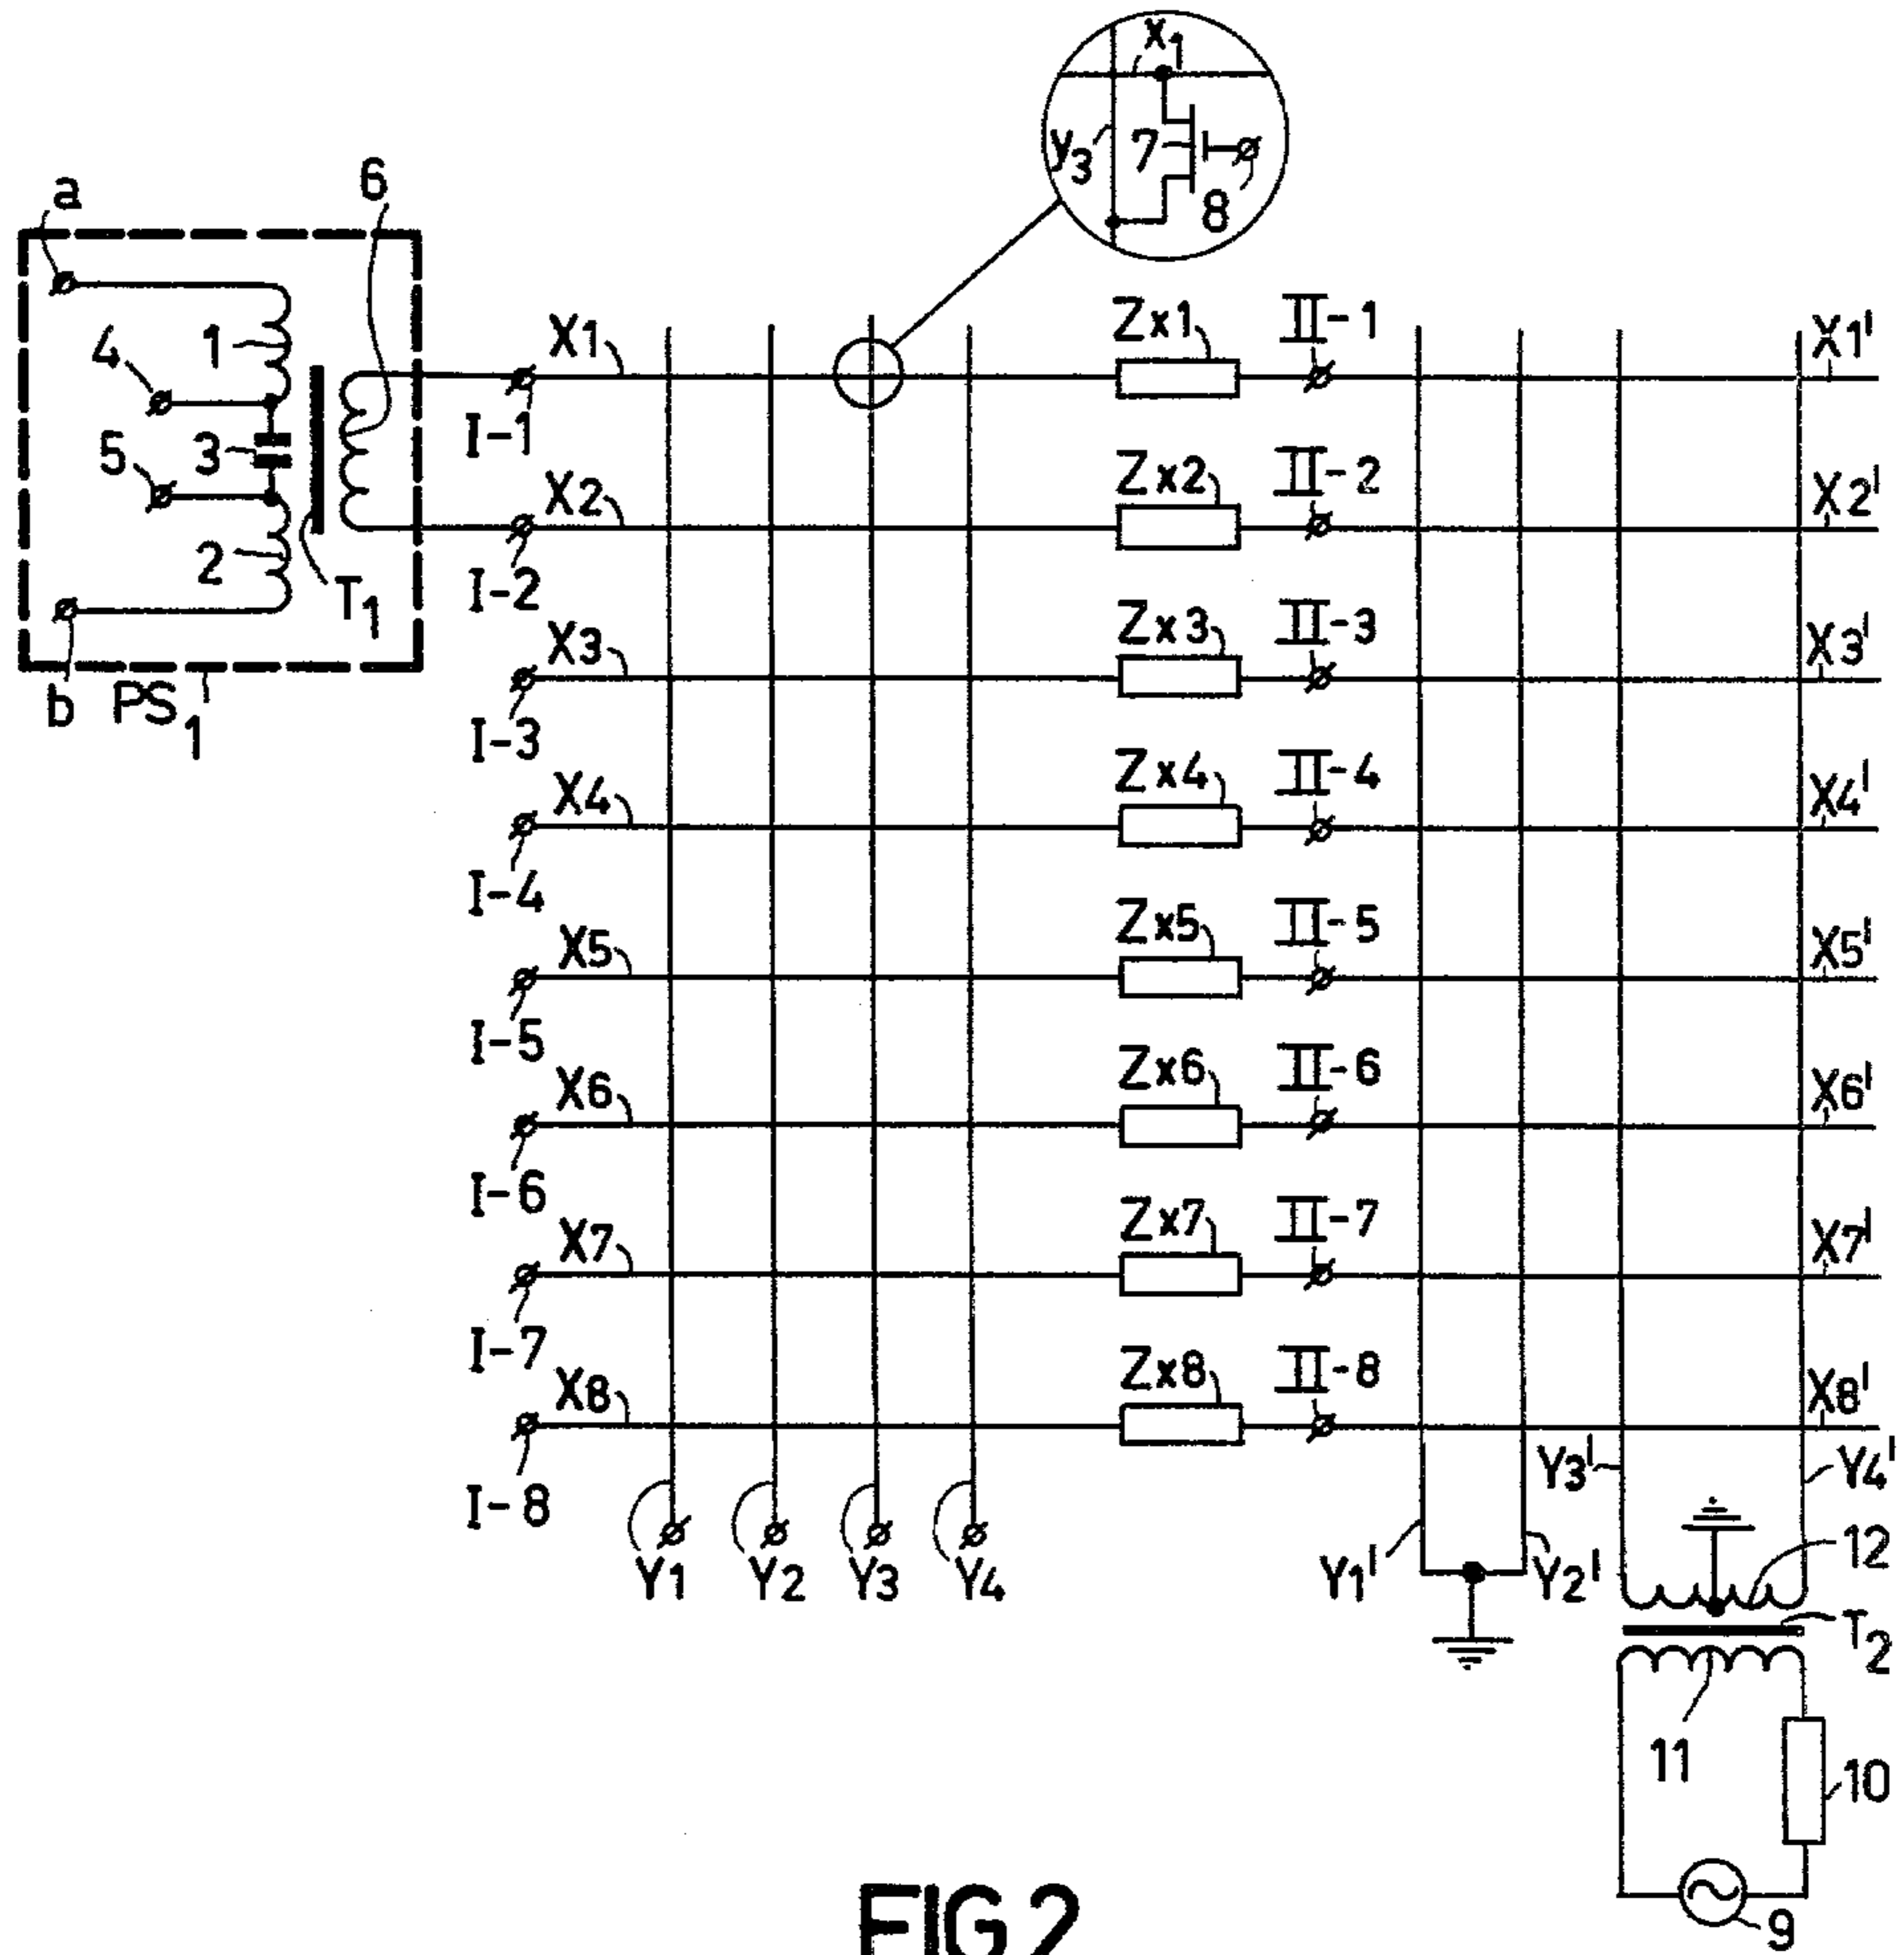 X1
y3
7
8
a
6
4
1
5
3
2
T1
b
PS1
X1
I-1
Zx1
II-1
X1'
X2
I-2
Zx2
II-2
X2'
X3
I-3
Zx3
II-3
X3'
X4
I-4
Zx4
II-4
X4'
X5
I-5
Zx5
II-5
X5'
X6
I-6
Zx6
II-6
X6'
X7
I-7
Zx7
II-7
X7'
X8
I-8
Zx8
II-8
X8'
Y1
Y2
Y3
Y4
Y1'
Y2'
Y3'
Y4'
12
T2
11
10
9
FIG.2